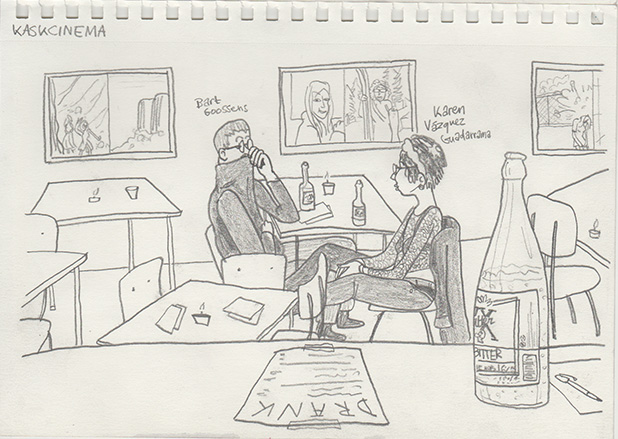 KASKCINEMA
Bart
Goossens
Karen
Vázquez
Guadarrama
X
BITTER
DRANK